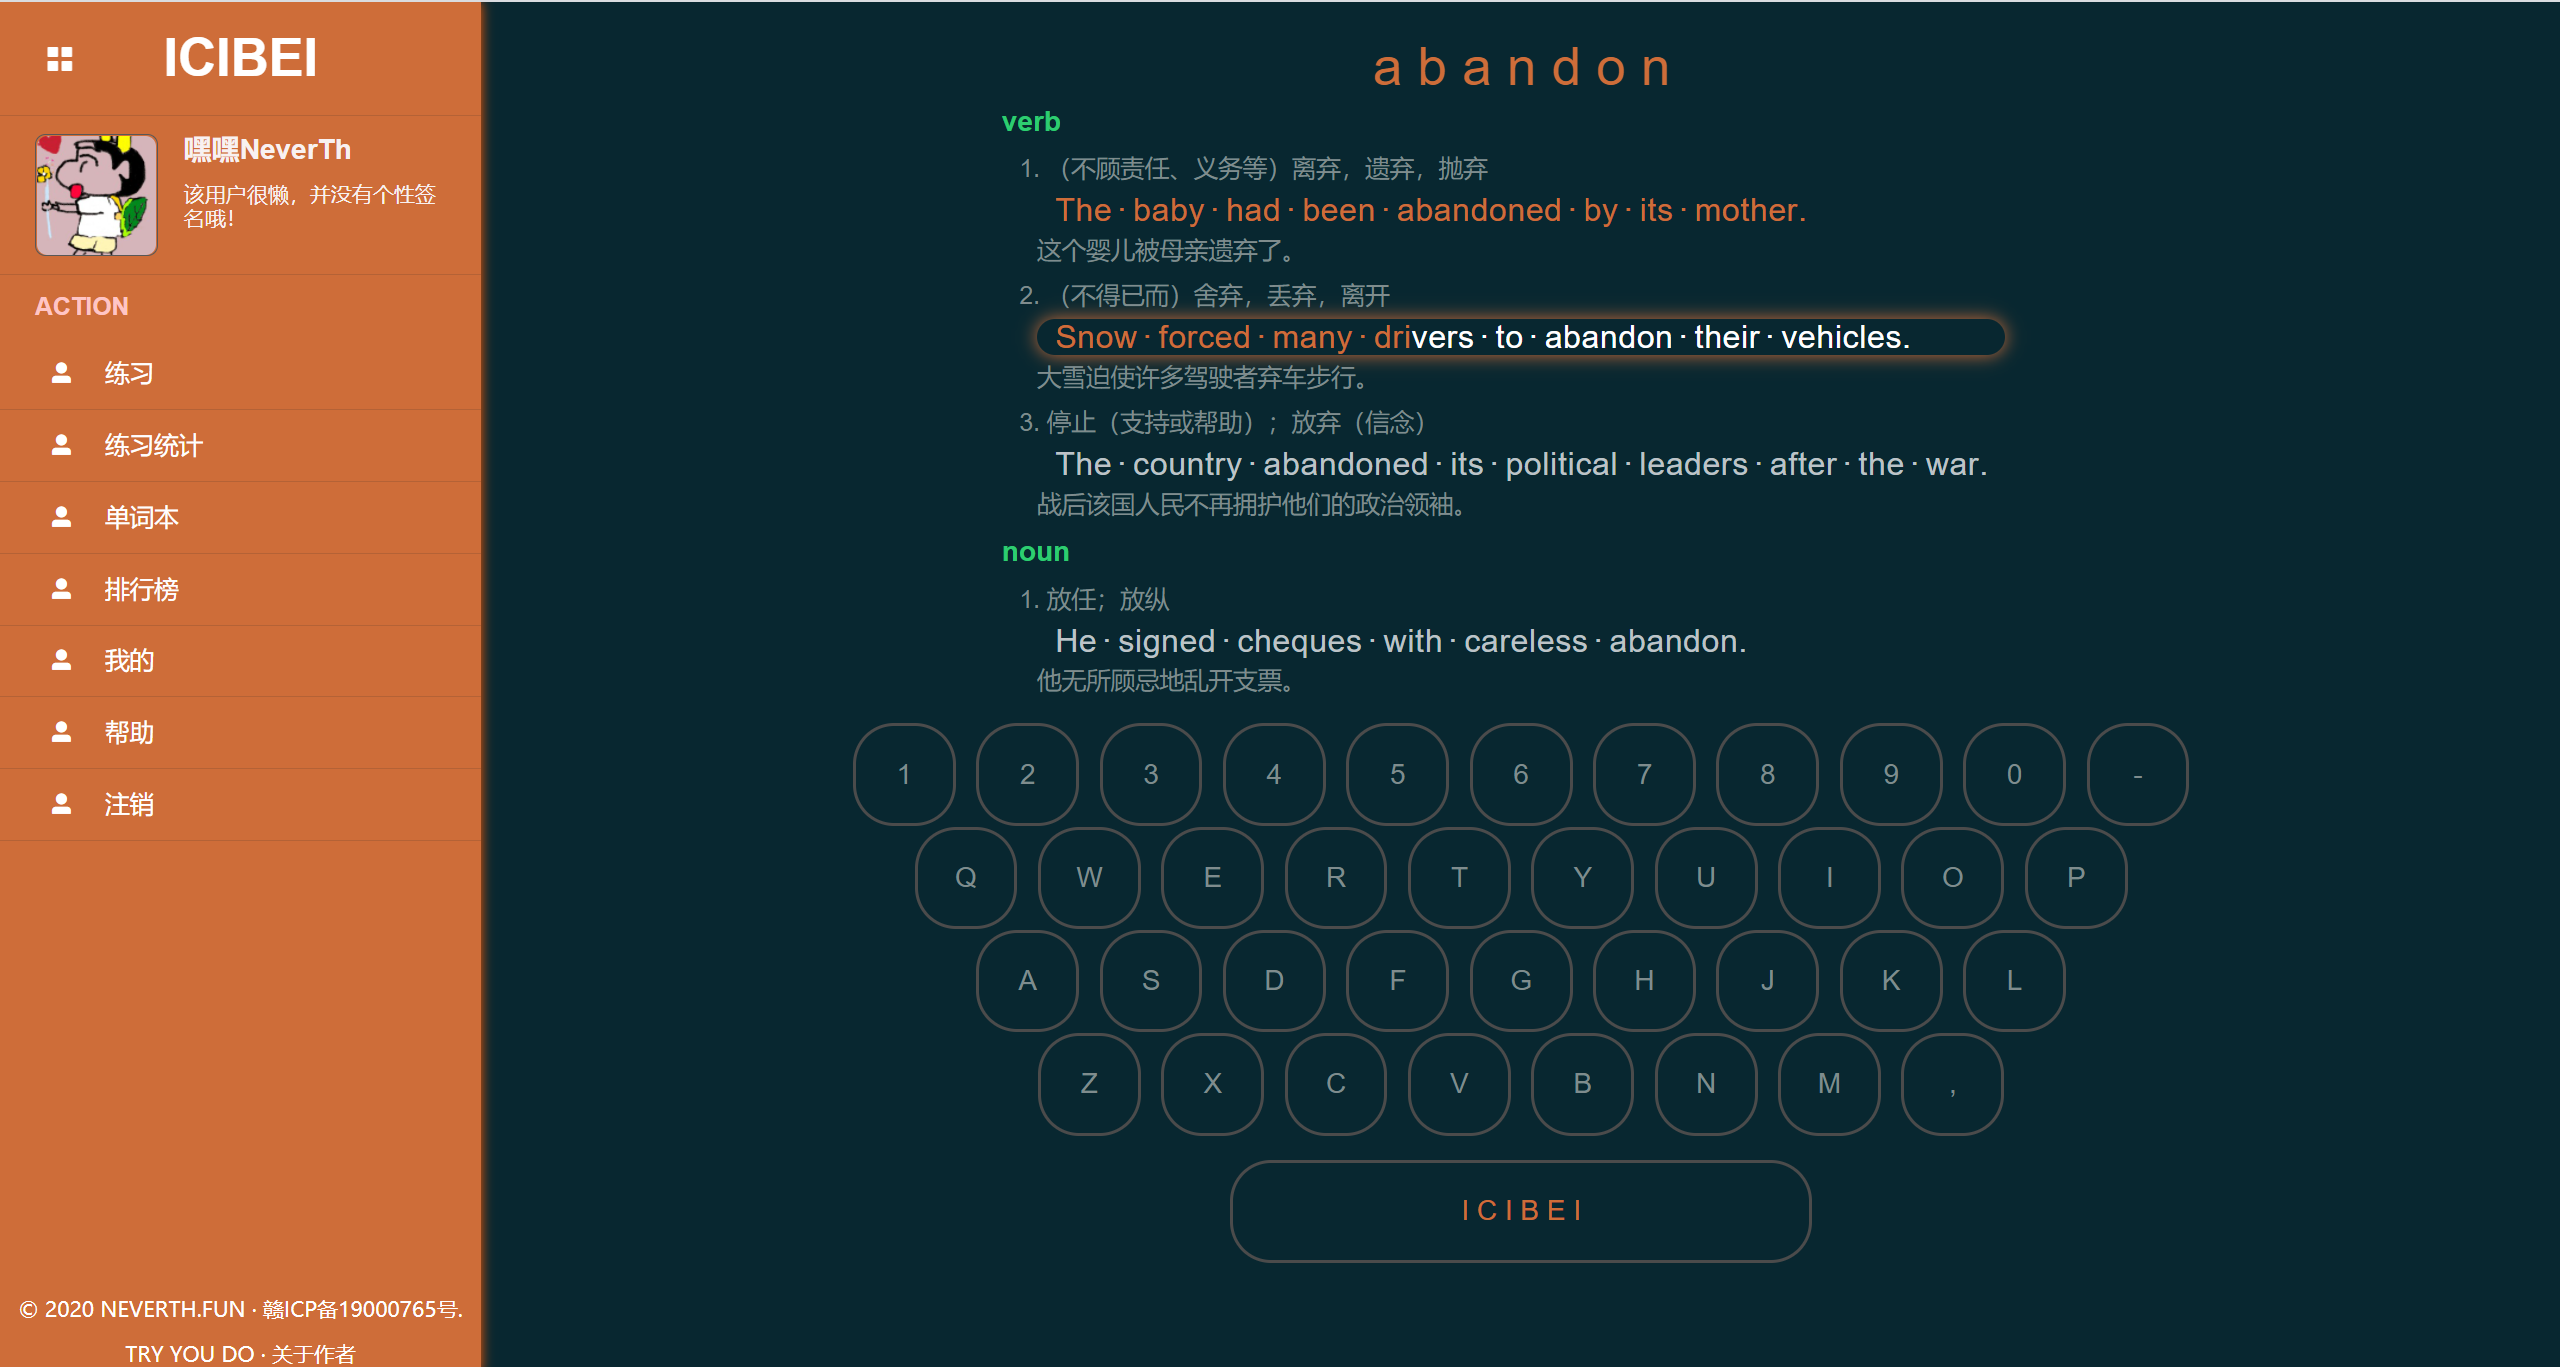 ICIBEI
嘿嘿NeverTh
该用户很懒，并没有个性签
名哦！
ACTION
练习
练习统计
单词本
排行榜
我的
帮助
注销
© 2020 NEVERTH.FUN · 赣ICP备19000765号.
TRY YOU DO · 关于作者
abandon
verb
1. （不顾责任、义务等）离弃，遗弃，抛弃
The·baby·had·been·abandoned·by·its·mother.
这个婴儿被母亲遗弃了。
2. （不得已而）舍弃，丢弃，离开
Snow·forced·many·drivers·to·abandon·their·vehicles.
大雪迫使许多驾驶者弃车步行。
3. 停止（支持或帮助）；放弃（信念）
The·country·abandoned·its·political·leaders·after·the·war.
战后该国人民不再拥护他们的政治领袖。
noun
1. 放任；放纵
He·signed·cheques·with·careless·abandon.
他无所顾忌地乱开支票。
1 2 3 4 5 6 7 8 9 0 -
Q W E R T Y U I O P
A S D F G H J K L
Z X C V B N M ,
ICIBEI